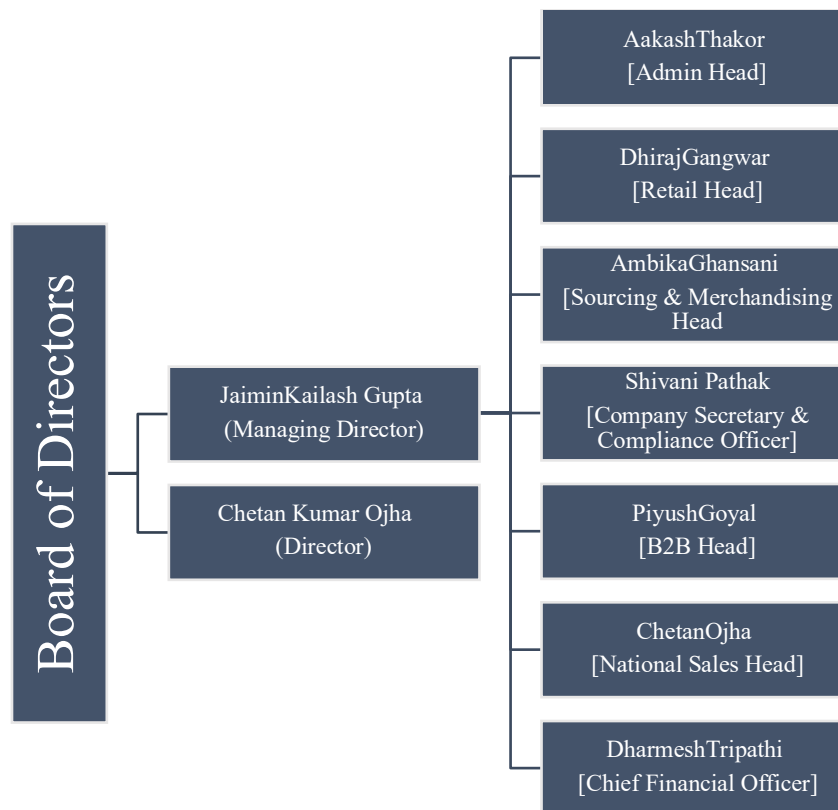 Board of Directors
JaiminKailash Gupta
(Managing Director)
Chetan Kumar Ojha
(Director)
AakashThakor
[Admin Head]
DhirajGangwar
[Retail Head]
AmbikaGhansani
[Sourcing & Merchandising
Head
Shivani Pathak
[Company Secretary &
Compliance Officer]
PiyushGoyal
[B2B Head]
ChetanOjha
[National Sales Head]
DharmeshTripathi
[Chief Financial Officer]